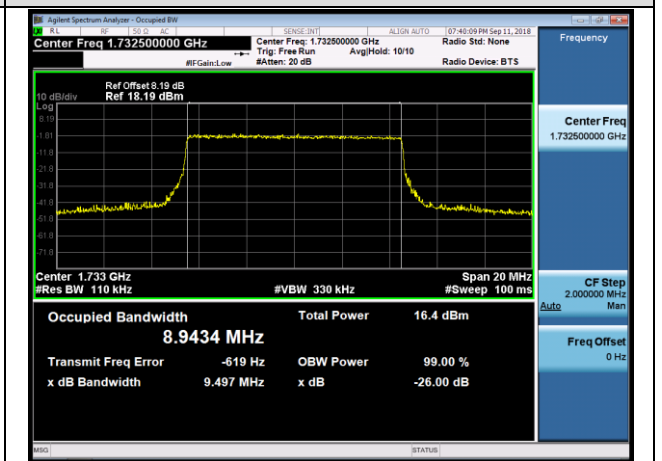 Agilent Spectrum Analyzer - Occupied BW
RL RF 50 Ω AC SENSE:INT ALIGN AUTO 07:40:09 PM Sep 11, 2018
Center Freq 1.732500000 GHz
Center Freq: 1.732500000 GHz
Radio Std: None
Trig: Free Run Avg|Hold: 10/10
#IFGain:Low #Atten: 20 dB Radio Device: BTS
Ref Offset 8.19 dB
10 dB/div Ref 18.19 dBm
Log
8.19
-1.81
-11.8
-21.8
-31.8
-41.8
-51.8
-61.8
-71.8
Center 1.733 GHz Span 20 MHz
#Res BW 110 kHz #VBW 330 kHz #Sweep 100 ms
Occupied Bandwidth Total Power 16.4 dBm
8.9434 MHz
Transmit Freq Error -619 Hz OBW Power 99.00 %
x dB Bandwidth 9.497 MHz x dB -26.00 dB
MSG STATUS
Frequency
Center Freq
1.732500000 GHz
CF Step
2.000000 MHz
Auto Man
Freq Offset
0 Hz